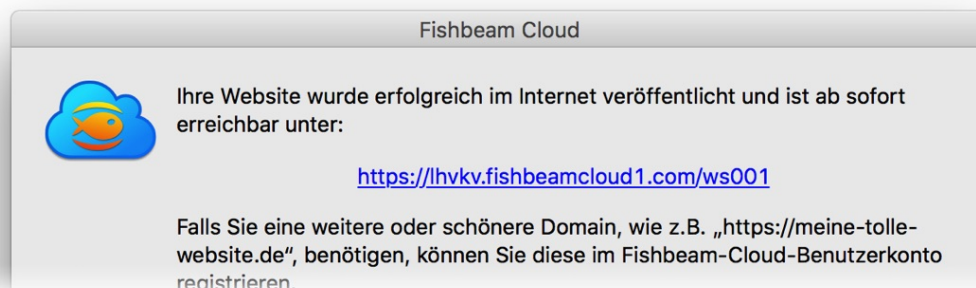 Fishbeam Cloud
Ihre Website wurde erfolgreich im Internet veröffentlicht und ist ab sofort
erreichbar unter:
https://lhvkv.fishbeamcloud1.com/ws001
Falls Sie eine weitere oder schönere Domain, wie z.B. „https://meine-tolle-
website.de“, benötigen, können Sie diese im Fishbeam-Cloud-Benutzerkonto
registrieren.